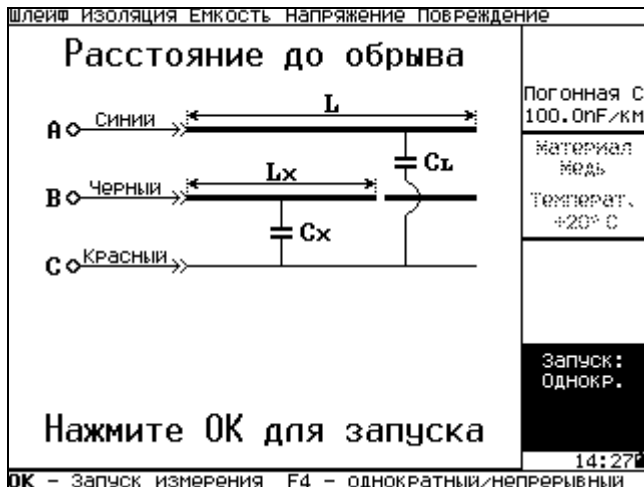 Шлейф Изоляция Емкость Напряжение Повреждение
Расстояние до обрыва
L
A Синий
CL
Lx
B Черный
Cx
C Красный
Нажмите ОК для запуска
Погонная С
100.0nF/км
Материал
Медь
Температ.
+20° C
Запуск:
Однокр.
14:27
ОК - Запуск измерения F4 - однократный/непрерывный